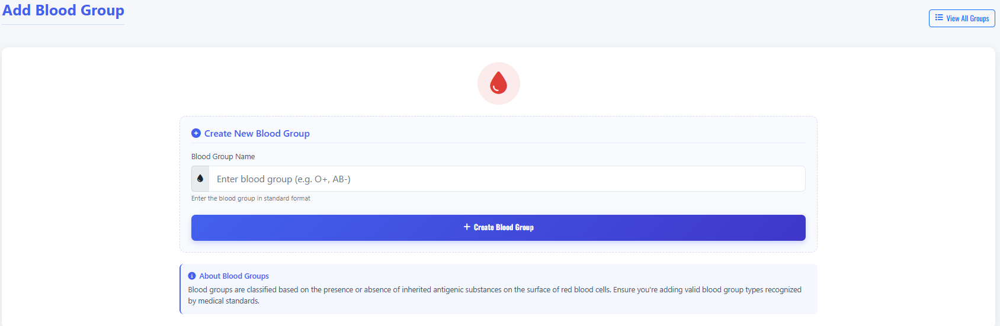 Add Blood Group
View All Groups
Create New Blood Group
Blood Group Name
Enter blood group (e.g. O+, AB-)
Enter the blood group in standard format
Create Blood Group
About Blood Groups
Blood groups are classified based on the presence or absence of inherited antigenic substances on the surface of red blood cells. Ensure you're adding valid blood group types recognized
by medical standards.